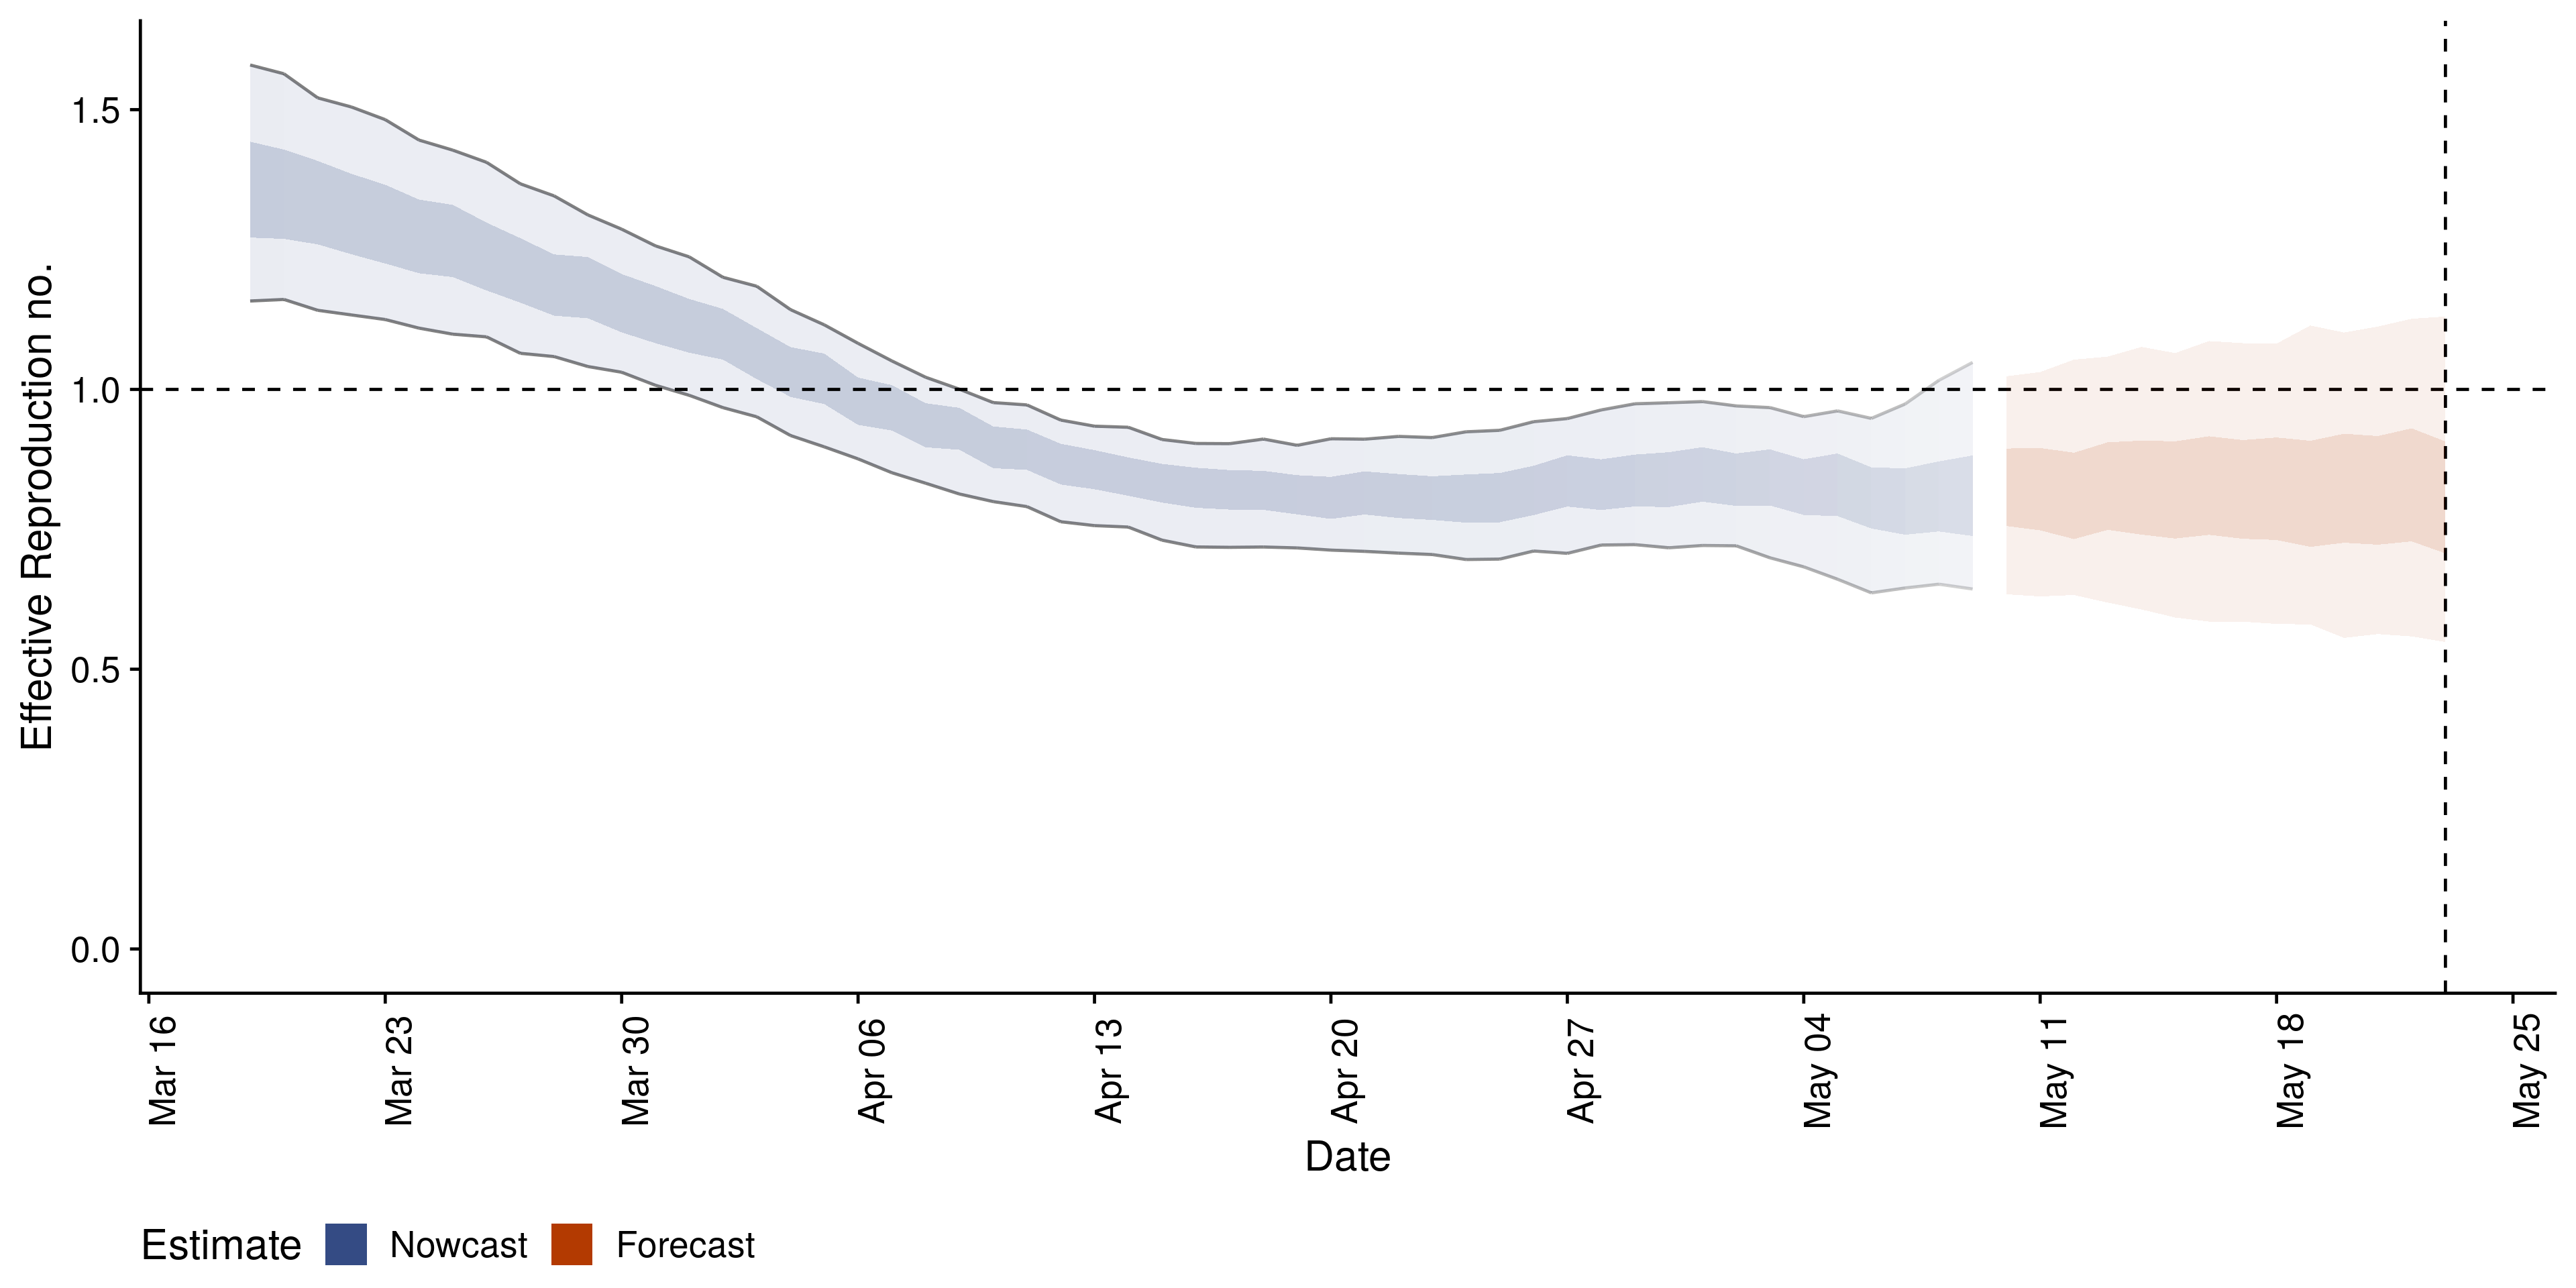 Effective Reproduction no.
1.5
1.0
0.5
0.0
Mar 16
Mar 23
Mar 30
Apr 06
Apr 13
Apr 20
Apr 27
May 04
May 11
May 18
May 25
Date
Estimate Nowcast Forecast